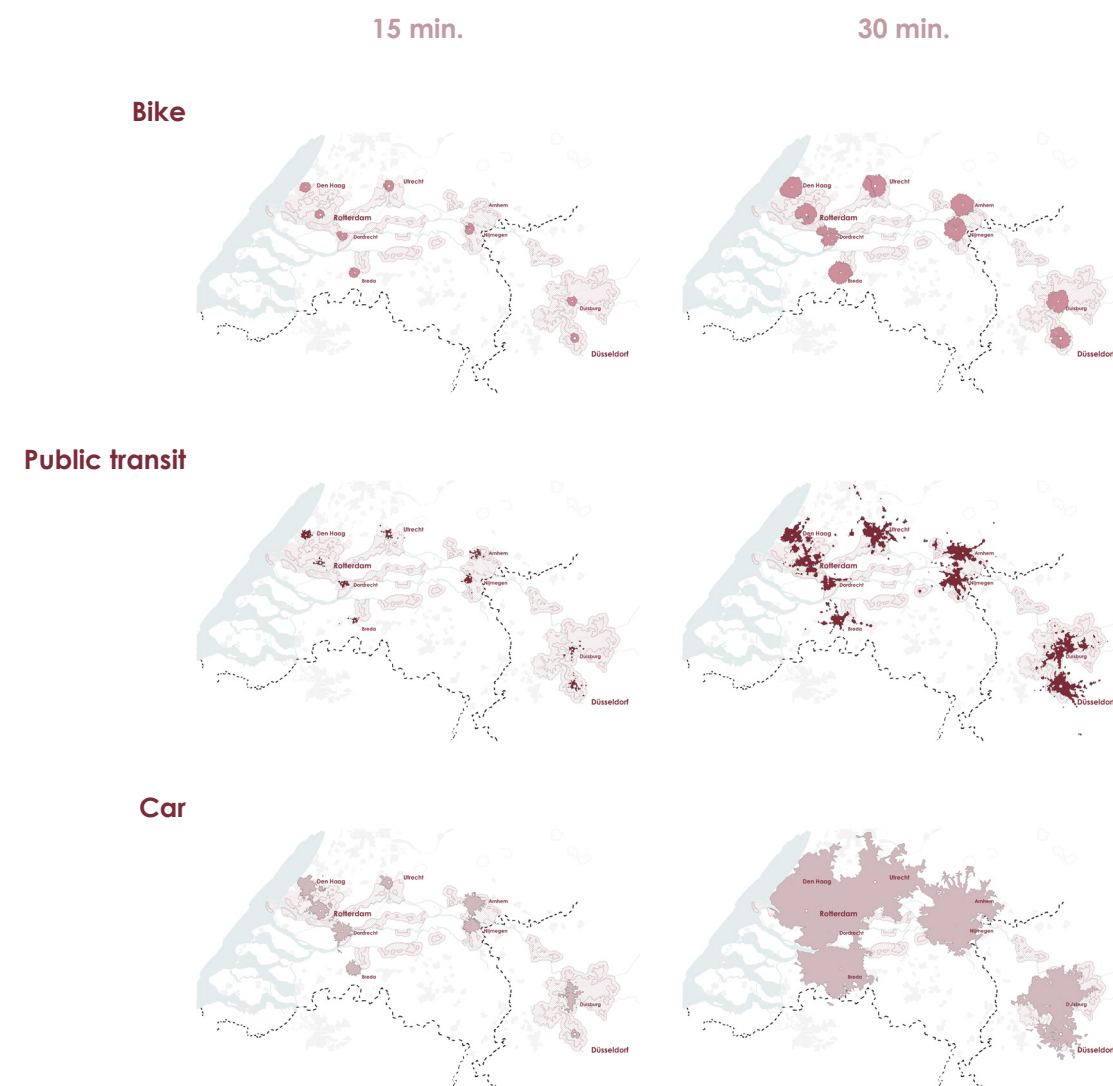 15 min.
30 min.
Bike
Den Haag
Utrecht
Rotterdam
Arnhem
Dordrecht
Nijmegen
Breda
Duisburg
Düsseldorf
Den Haag
Utrecht
Rotterdam
Arnhem
Dordrecht
Nijmegen
Breda
Duisburg
Düsseldorf
Public transit
Den Haag
Utrecht
Rotterdam
Arnhem
Dordrecht
Nijmegen
Breda
Duisburg
Düsseldorf
Den Haag
Utrecht
Rotterdam
Arnhem
Dordrecht
Nijmegen
Breda
Duisburg
Düsseldorf
Car
Den Haag
Utrecht
Rotterdam
Arnhem
Dordrecht
Nijmegen
Breda
Duisburg
Düsseldorf
Den Haag
Utrecht
Rotterdam
Arnhem
Dordrecht
Nijmegen
Breda
Duisburg
Düsseldorf